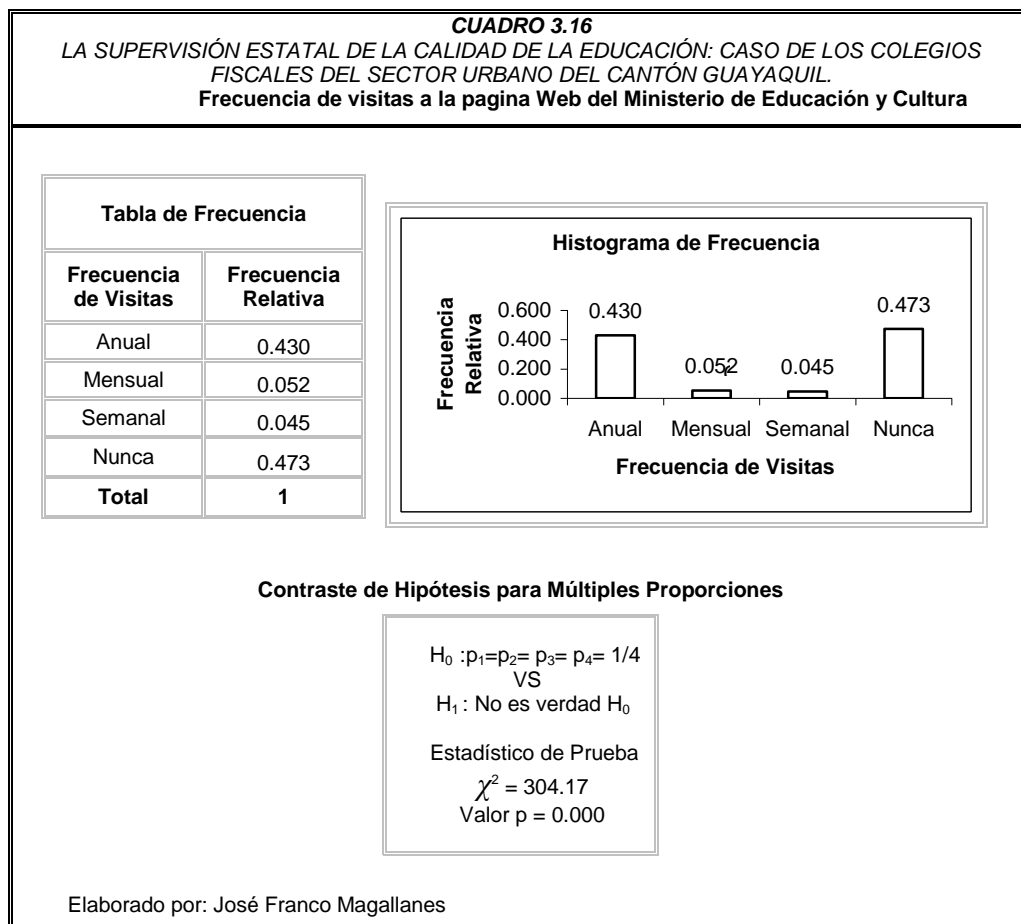 CUADRO 3.16
LA SUPERVISIÓN ESTATAL DE LA CALIDAD DE LA EDUCACIÓN: CASO DE LOS COLEGIOS
FISCALES DEL SECTOR URBANO DEL CANTÓN GUAYAQUIL.
Frecuencia de visitas a la pagina Web del Ministerio de Educación y Cultura
Tabla de Frecuencia
Frecuencia de Visitas Frecuencia Relativa
Anual 0.430
Mensual 0.052
Semanal 0.045
Nunca 0.473
Total 1
Histograma de Frecuencia
Frecuencia
Relativa
0.600
0.400
0.200
0.000
0.430 0.052 0.045 0.473
Anual Mensual Semanal Nunca
Frecuencia de Visitas
Contraste de Hipótesis para Múltiples Proporciones
H₀ :p₁=p₂= p₃= p₄= 1/4
VS
H₁ : No es verdad H₀
Estadístico de Prueba
χ² = 304.17
Valor p = 0.000
Elaborado por: José Franco Magallanes